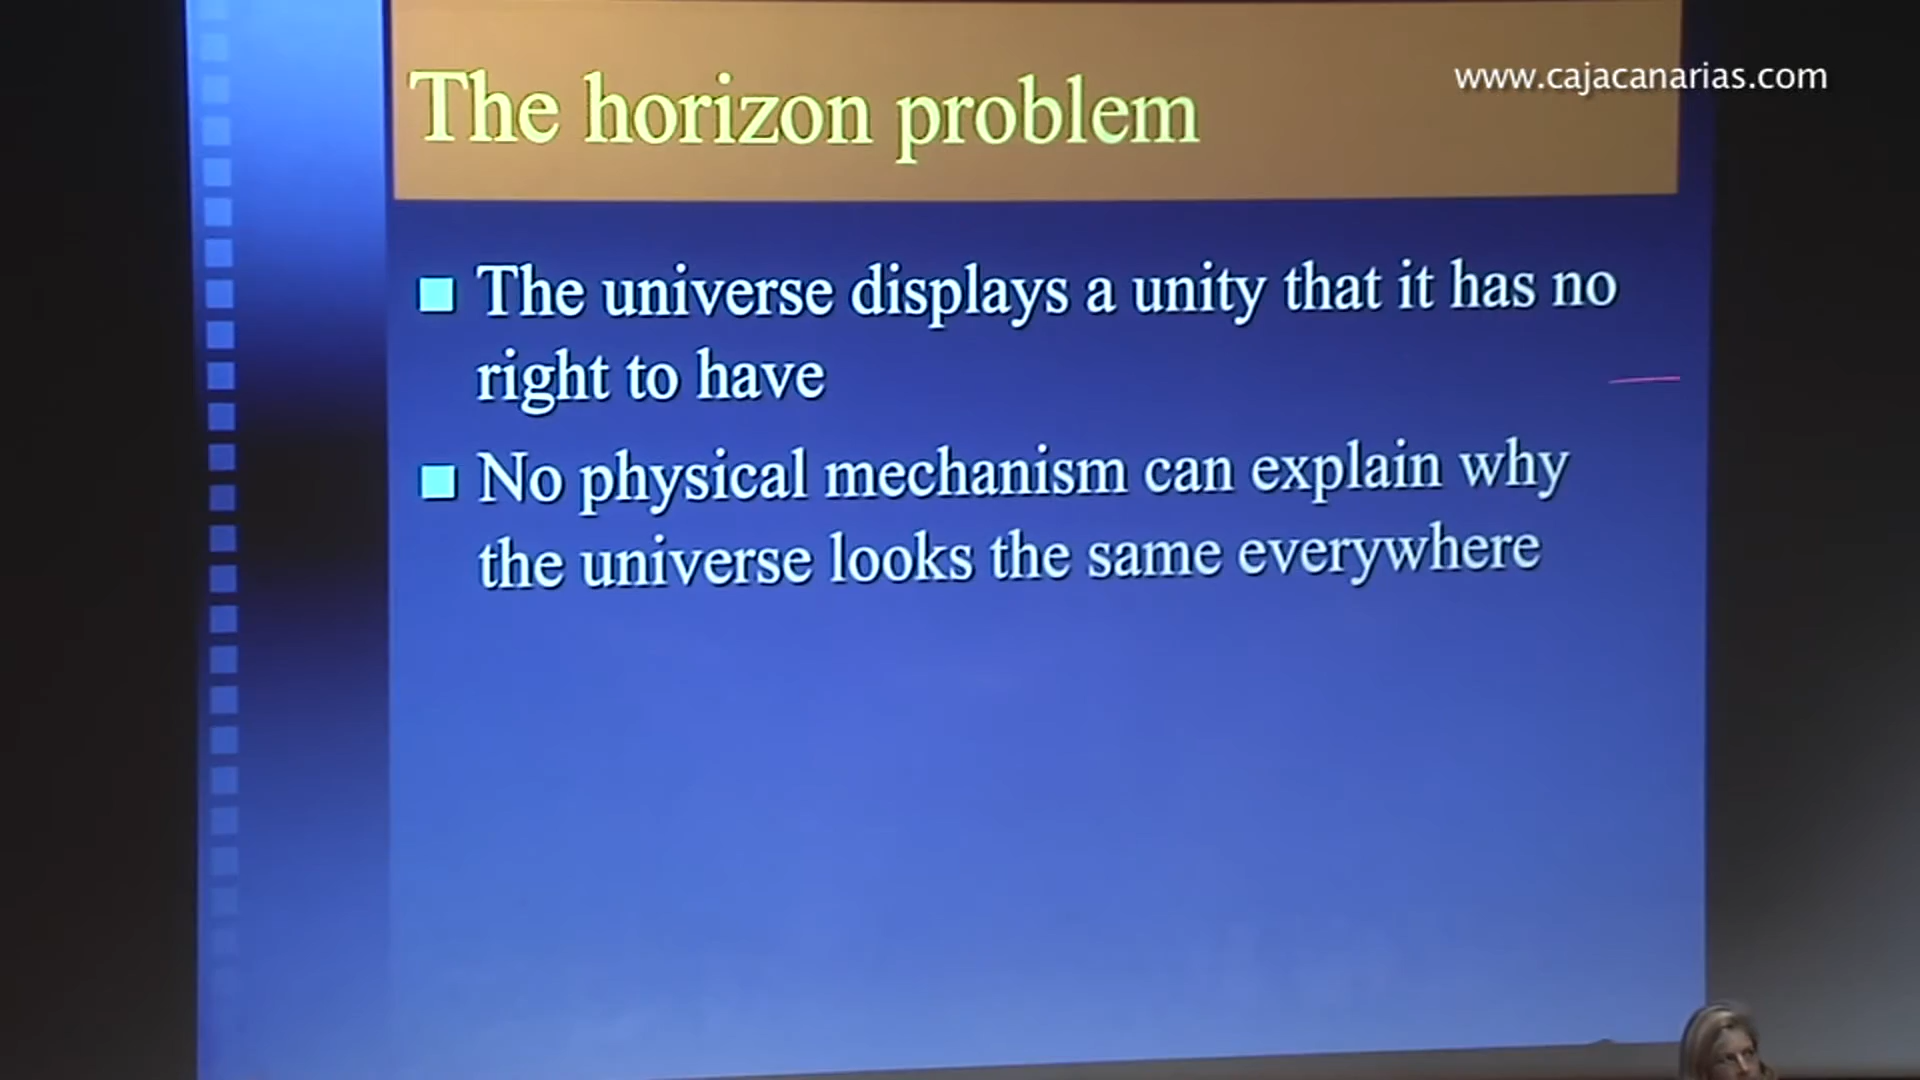 The horizon problem
www.cajacanarias.com
The universe displays a unity that it has no
right to have
No physical mechanism can explain why
the universe looks the same everywhere